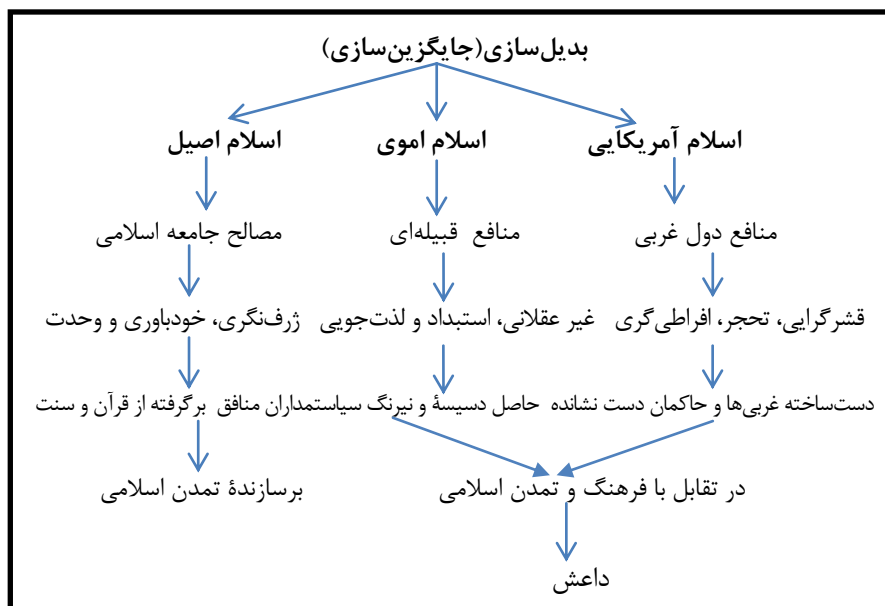 بدیل‌سازی(جایگزین‌سازی)
اسلام آمریکایی اسلام اموی اسلام اصیل
منافع دول غربی منافع قبیله‌ای مصالح جامعه اسلامی
قشرگرایی، تحجر، افراطی‌گری غیر عقلانی، استبداد و لذت‌جویی ژرف‌نگری، خودباوری و وحدت
دست‌ساخته غربی‌ها و حاکمان دست نشانده حاصل دسیسهٔ و نیرنگ سیاستمداران منافق برگرفته از قرآن و سنت
در تقابل با فرهنگ و تمدن اسلامی برسازندهٔ تمدن اسلامی
داعش